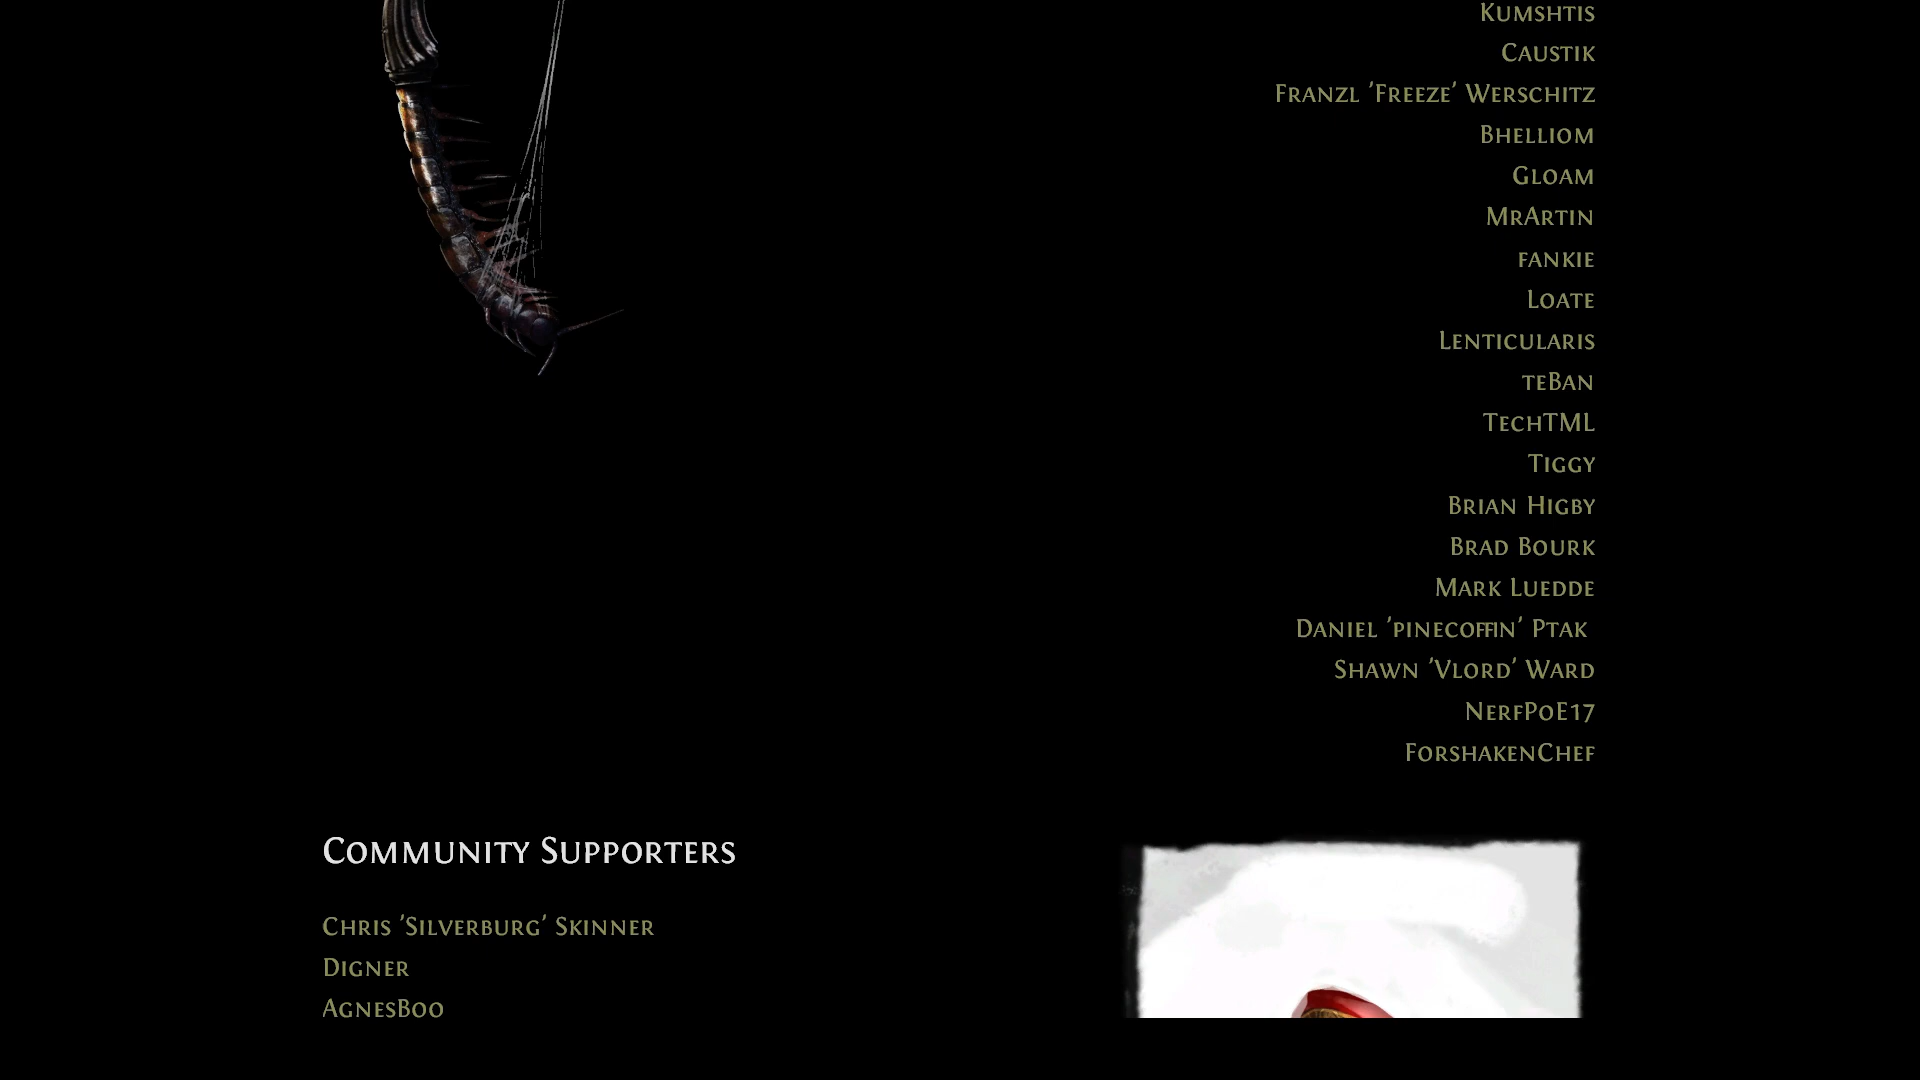 Kumshtis
Caustik
Franzl 'Freeze' Werschitz
Bhelliom
Gloam
MrArtin
fankie
Loate
Lenticularis
teBan
TechTML
Tiggy
Brian Higby
Brad Bourk
Mark Luedde
Daniel 'pinecoffin' Ptak
Shawn 'Vlord' Ward
NerfPoE17
ForshakenChef
Community Supporters
Chris 'Silverburg' Skinner
Digner
AgnesBoo